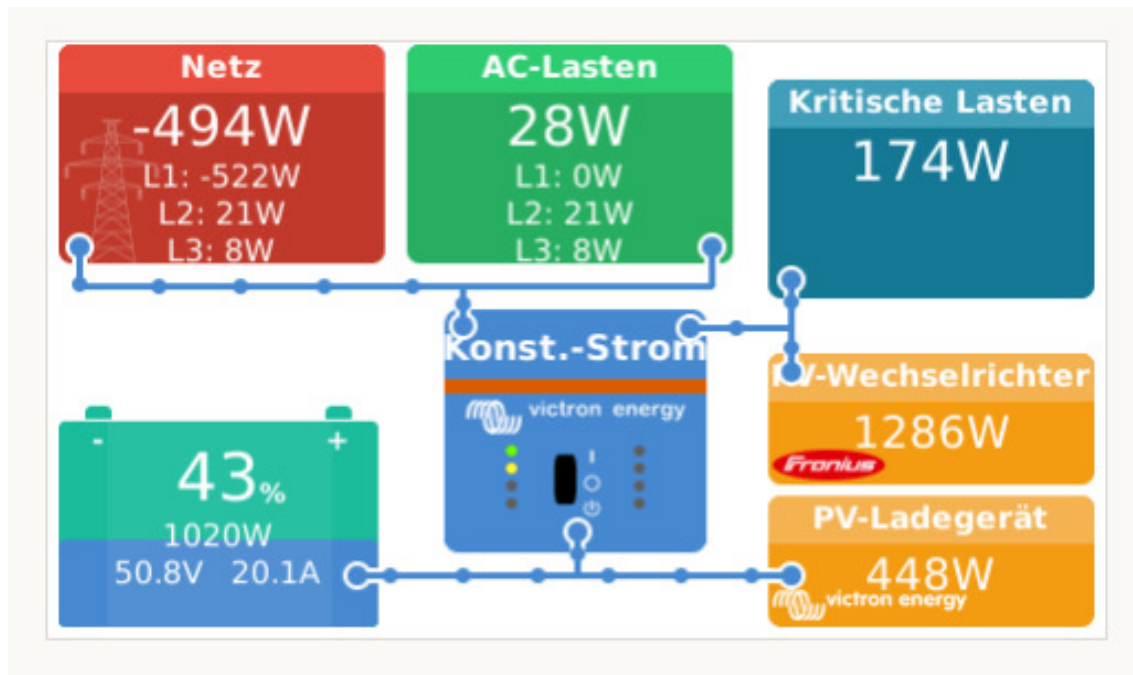 Netz
-494W
L1: -522W
L2: 21W
L3: 8W
AC-Lasten
28W
L1: 0W
L2: 21W
L3: 8W
Kritische Lasten
174W
Konst.-Strom
victron energy
PV-Wechselrichter
1286W
Fronius
- +
43%
1020W
50.8V 20.1A
PV-Ladegerät
448W
victron energy